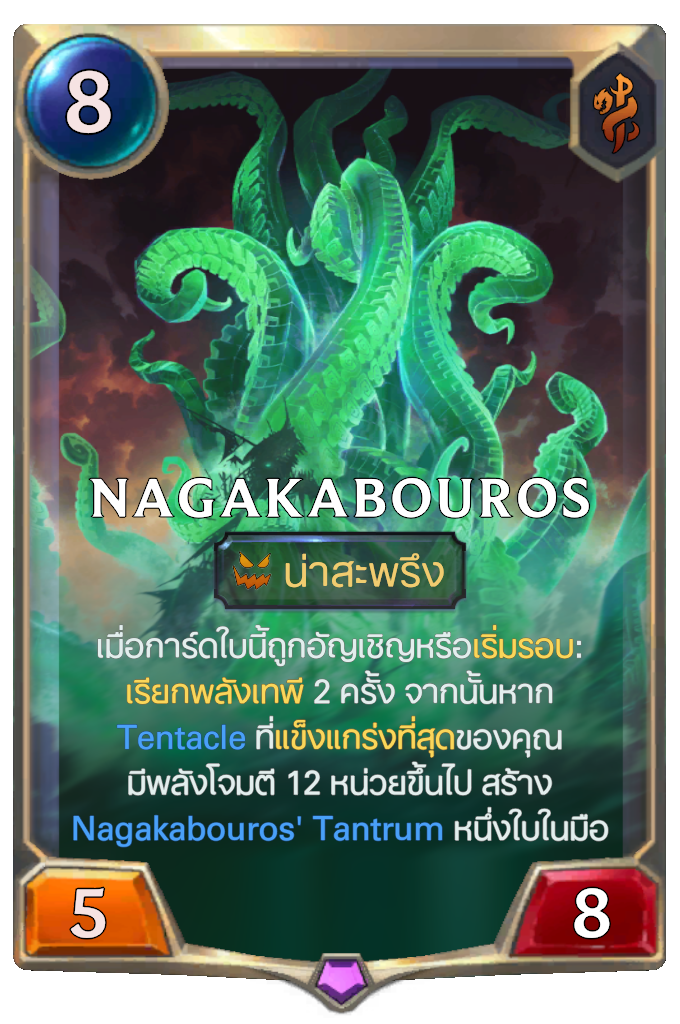 8
NAGAKABOUROS
น่าสะพรึง
เมื่อการ์ดใบนี้ถูกอัญเชิญหรือเริ่มรอบ:
เรียกพลังเทพี 2 ครั้ง จากนั้นหาก
Tentacle ที่แข็งแกร่งที่สุดของคุณ
มีพลังโจมตี 12 หน่วยขึ้นไป สร้าง
Nagakabouros' Tantrum หนึ่งใบในมือ
5
8